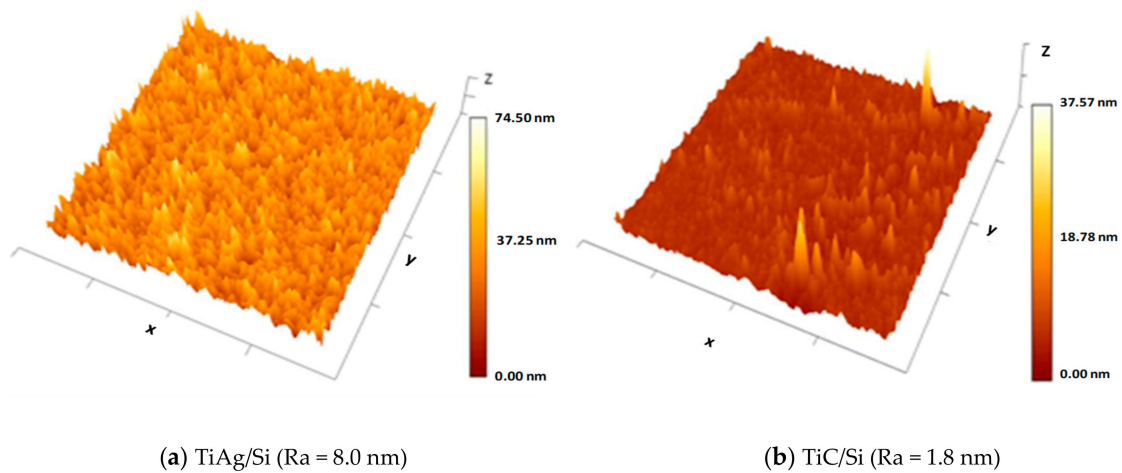 Z
74.50 nm
37.25 nm
0.00 nm
x
y
(a) TiAg/Si (Ra = 8.0 nm)
Z
37.57 nm
18.78 nm
0.00 nm
x
y
(b) TiC/Si (Ra = 1.8 nm)